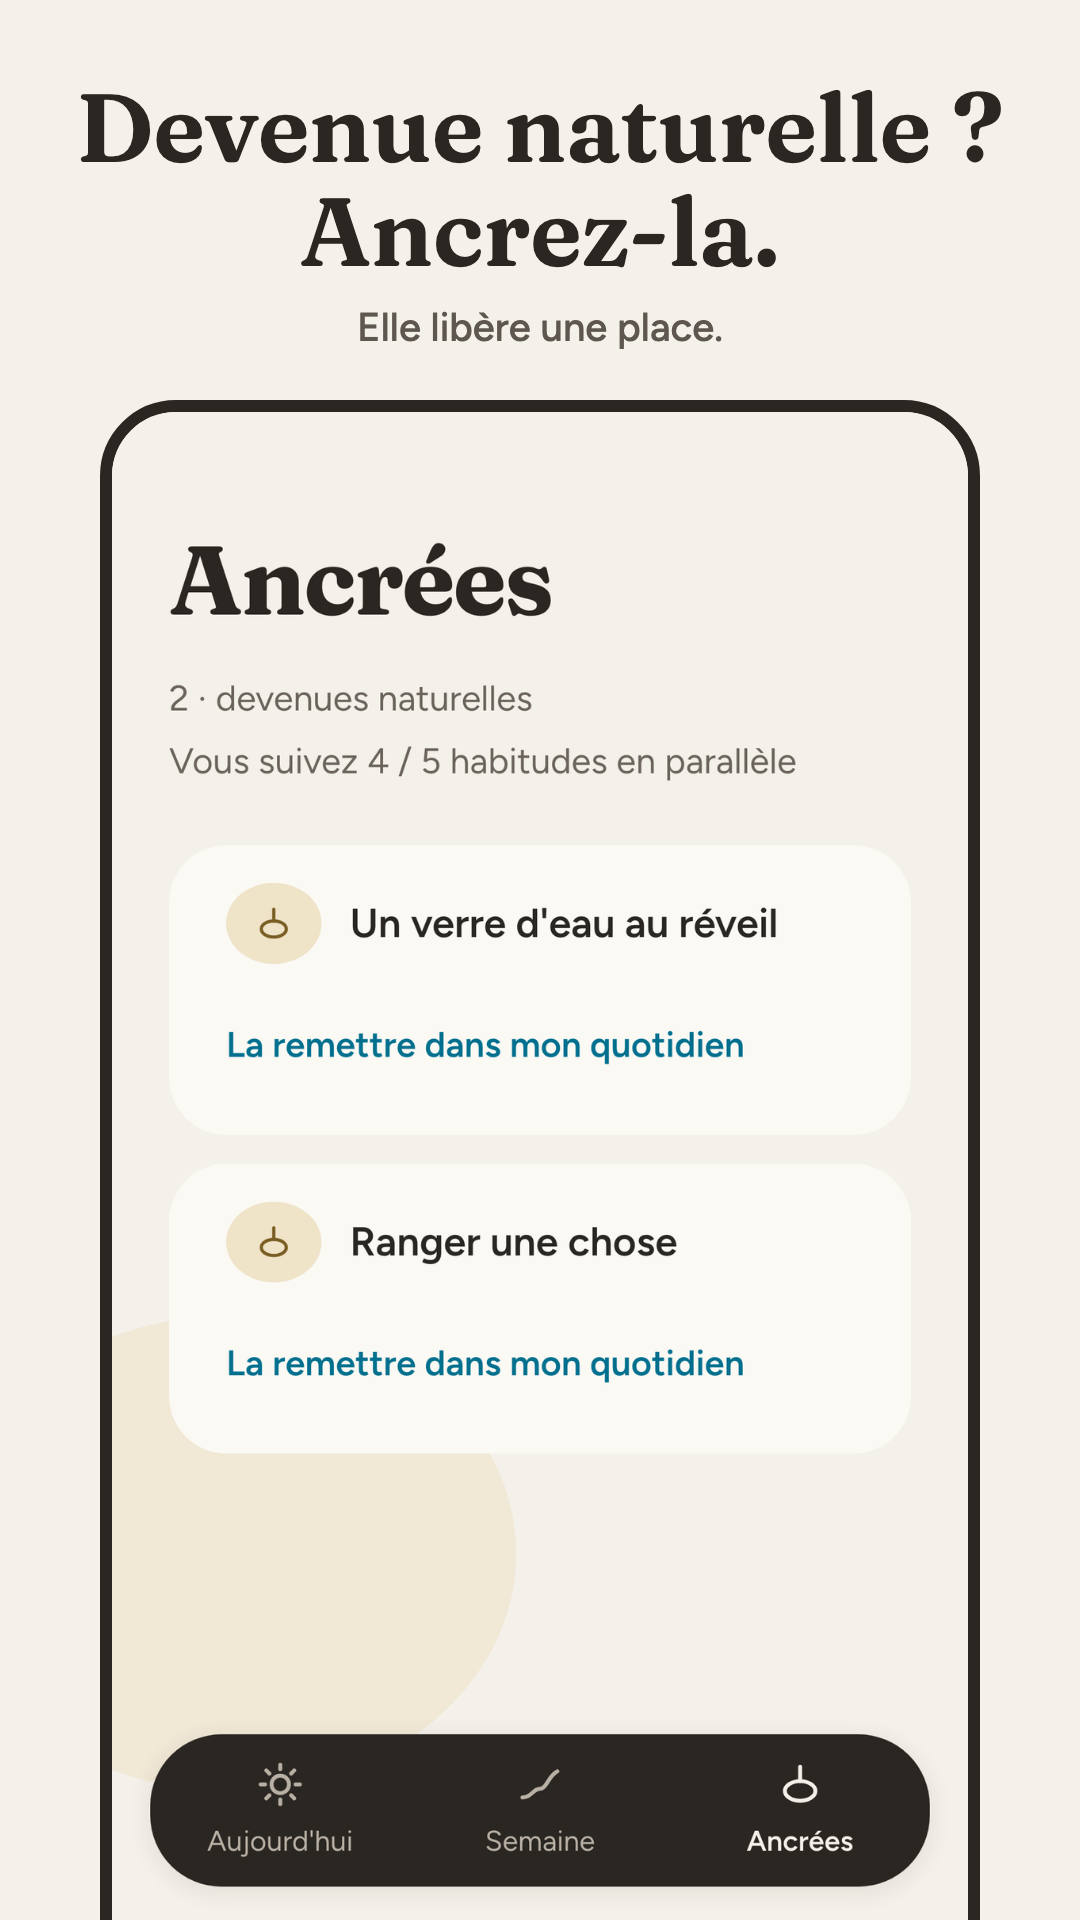 Devenue naturelle ?
Ancrez-la.
Elle libère une place.
Ancrées
2 · devenues naturelles
Vous suivez 4 / 5 habitudes en parallèle
Un verre d'eau au réveil
La remettre dans mon quotidien
Ranger une chose
La remettre dans mon quotidien
Aujourd'hui
Semaine
Ancrées